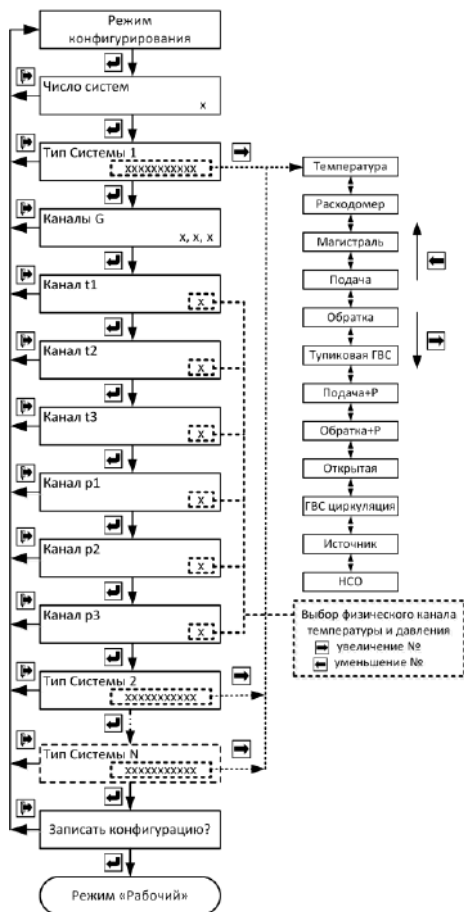 Режим
конфигурирования
Число систем
x
Тип Системы 1
xxxxxxxxxxx
Каналы G
x, x, x
Канал t1
x
Канал t2
x
Канал t3
x
Канал p1
x
Канал p2
x
Канал p3
x
Тип Системы 2
xxxxxxxxxxx
Тип Системы N
xxxxxxxxxxx
Записать конфигурацию?
Режим «Рабочий»
Температура
Расходомер
Магистраль
Подача
Обратка
Тупиковая ГВС
Подача+Р
Обратка+Р
Открытая
ГВС циркуляция
Источник
НСО
Выбор физического канала
температуры и давления
увеличение №
уменьшение №